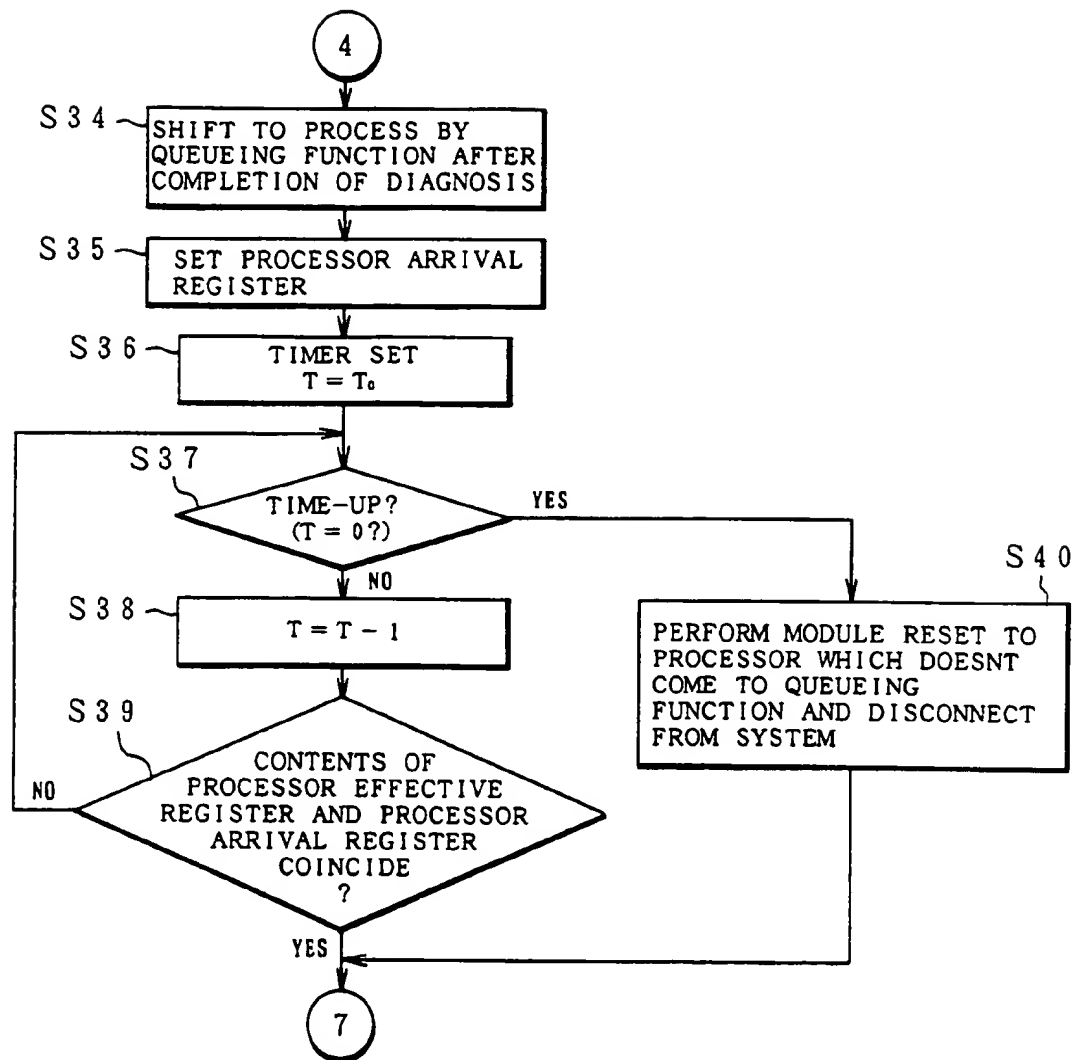 4
S34
SHIFT TO PROCESS BY
QUEUEING FUNCTION AFTER
COMPLETION OF DIAGNOSIS
S35
SET PROCESSOR ARRIVAL
REGISTER
S36
TIMER SET
T = T₀
S37
TIME-UP?
(T = 0?)
YES
NO
S38
T = T - 1
S40
PERFORM MODULE RESET TO
PROCESSOR WHICH DOESNT
COME TO QUEUEING
FUNCTION AND DISCONNECT
FROM SYSTEM
S39
CONTENTS OF
PROCESSOR EFFECTIVE
REGISTER AND PROCESSOR
ARRIVAL REGISTER
COINCIDE
?
NO
YES
7